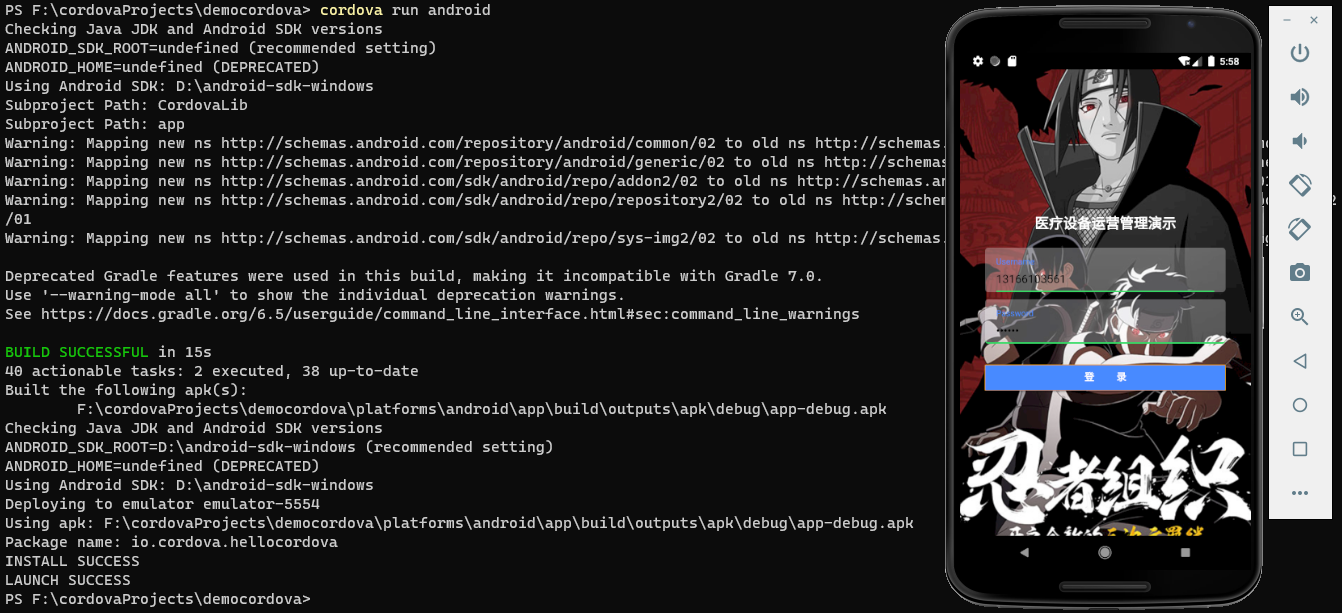 PS F:\cordovaProjects\democordova> cordova run android
Checking Java JDK and Android SDK versions
ANDROID_SDK_ROOT=undefined (recommended setting)
ANDROID_HOME=undefined (DEPRECATED)
Using Android SDK: D:\android-sdk-windows
Subproject Path: CordovaLib
Subproject Path: app
Warning: Mapping new ns http://schemas.android.com/repository/android/common/02 to old ns http://schemas.
Warning: Mapping new ns http://schemas.android.com/repository/android/generic/02 to old ns http://schemas
Warning: Mapping new ns http://schemas.android.com/sdk/android/repo/addon2/02 to old ns http://schemas.an
Warning: Mapping new ns http://schemas.android.com/sdk/android/repo/repository2/02 to old ns http://schem
/01
Warning: Mapping new ns http://schemas.android.com/sdk/android/repo/sys-img2/02 to old ns http://schemas.
Deprecated Gradle features were used in this build, making it incompatible with Gradle 7.0.
Use '--warning-mode all' to show the individual deprecation warnings.
See https://docs.gradle.org/6.5/userguide/command_line_interface.html#sec:command_line_warnings
BUILD SUCCESSFUL in 15s
40 actionable tasks: 2 executed, 38 up-to-date
Built the following apk(s):
F:\cordovaProjects\democordova\platforms\android\app\build\outputs\apk\debug\app-debug.apk
Checking Java JDK and Android SDK versions
ANDROID_SDK_ROOT=D:\android-sdk-windows (recommended setting)
ANDROID_HOME=undefined (DEPRECATED)
Using Android SDK: D:\android-sdk-windows
Deploying to emulator emulator-5554
Using apk: F:\cordovaProjects\democordova\platforms\android\app\build\outputs\apk\debug\app-debug.apk
Package name: io.cordova.hellocordova
INSTALL SUCCESS
LAUNCH SUCCESS
PS F:\cordovaProjects\democordova>
5:58
医疗设备运营管理演示
Username
13166103561
Password
••••••
登 录
忍者组织